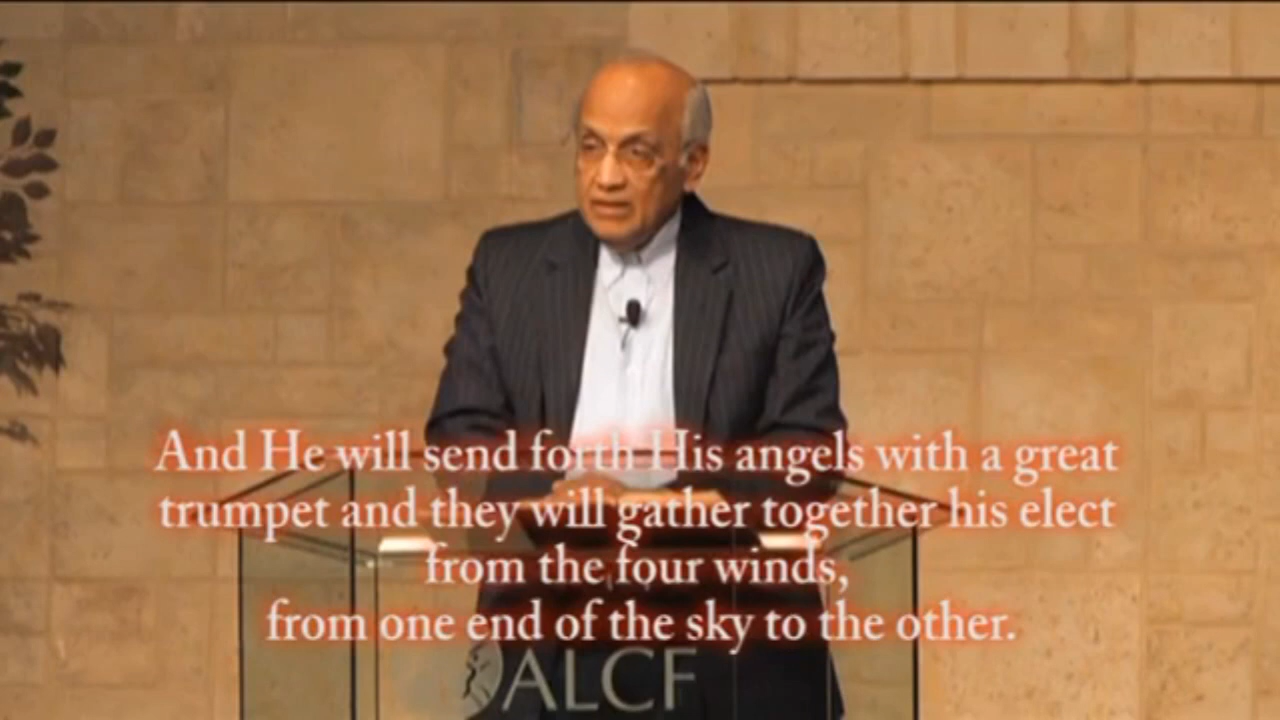 And He will send forth His angels with a great
trumpet and they will gather together his elect
from the four winds,
from one end of the sky to the other.
ALCF